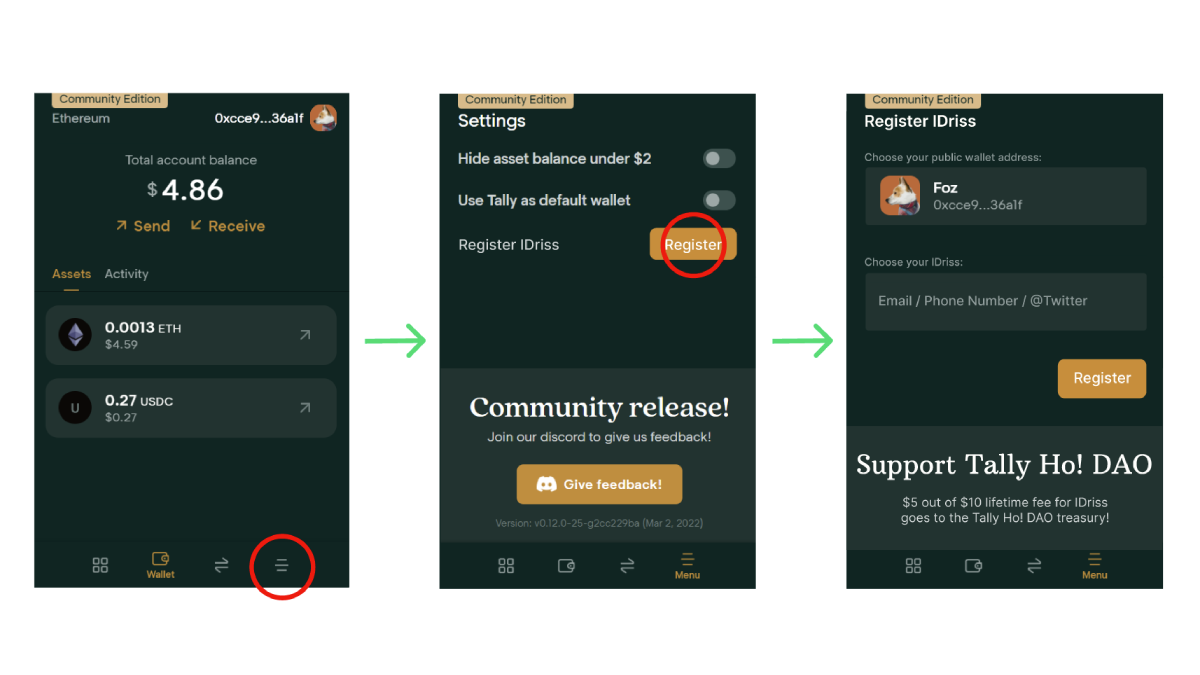 Community Edition
Ethereum
0xcce9...36a1f
Total account balance
$4.86
Send Receive
Assets Activity
0.0013 ETH
$4.59
U
0.27 USDC
$0.27
Wallet
Community Edition
Settings
Hide asset balance under $2
Use Tally as default wallet
Register IDriss
Register
Community release!
Join our discord to give us feedback!
Give feedback!
Version: v0.12.0-25-g2cc229ba (Mar 2, 2022)
Menu
Community Edition
Register IDriss
Choose your public wallet address:
Foz
0xcce9...36a1f
Choose your IDriss:
Email / Phone Number / @Twitter
Register
Support Tally Ho! DAO
$5 out of $10 lifetime fee for IDriss
goes to the Tally Ho! DAO treasury!
Menu